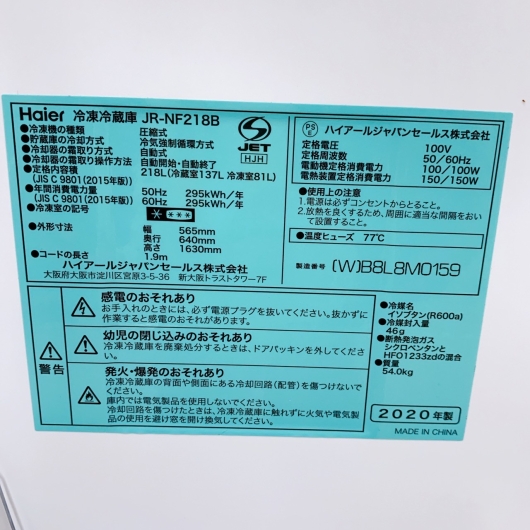 Haier 冷凍冷蔵庫 JR-NF218B
●冷凍機の種類 圧縮式
●貯蔵庫の冷却方式 冷気強制循環方式
●冷却器の霜取り方式 自動式
●冷却器の霜取り操作方法 自動開始・自動終了
●定格内容積 218L(冷蔵室137L 冷凍室81L)
(JIS C 9801(2015年版))
●年間消費電力量 50Hz 295kWh/年
(JIS C 9801(2015年版)) 60Hz 295kWh/年
●冷凍室の記号 ＊＊＊＊
●外形寸法 幅 565mm
奥行 640mm
高さ 1630mm
●コードの長さ 1.9m
ハイアールジャパンセールス株式会社
大阪府大阪市淀川区宮原3-5-36 新大阪トラストタワー7F
S JET
HJH
PS E ハイアールジャパンセールス株式会社
定格電圧 100V
定格周波数 50/60Hz
電動機定格消費電力 100/100W
電熱装置定格消費電力 150/150W
●使用上の注意
1.電源は必ずコンセントからとること。
2.放熱を良くするため、周囲に適当な間隔をおい
て設置すること。
●温度ヒューズ 77℃
製造番号 (W)B8L8M0159
警告
感電のおそれあり
お手入れのときには、必ず電源プラグを抜いてください。抜かずに
作業すると感電のおそれがあります。
幼児の閉じ込めのおそれあり
冷凍冷蔵庫を廃棄処分するときは、ドアパッキンを外してください。
発火・爆発のおそれあり
冷凍冷蔵庫の背面や側面にある冷却回路(配管)を傷つけないで
ください。
庫内では電気製品を使用しないでください。
冷却回路を傷つけたときは、冷凍冷蔵庫に触れずに火気や電気製
品の使用を避け窓を開け換気してください。
●冷媒名
イソブタン(R600a)
●冷媒封入量
46g
●断熱発泡ガス
シクロペンタンと
HFO1233zdの混合
●質量
54.0kg
2020年製
MADE IN CHINA